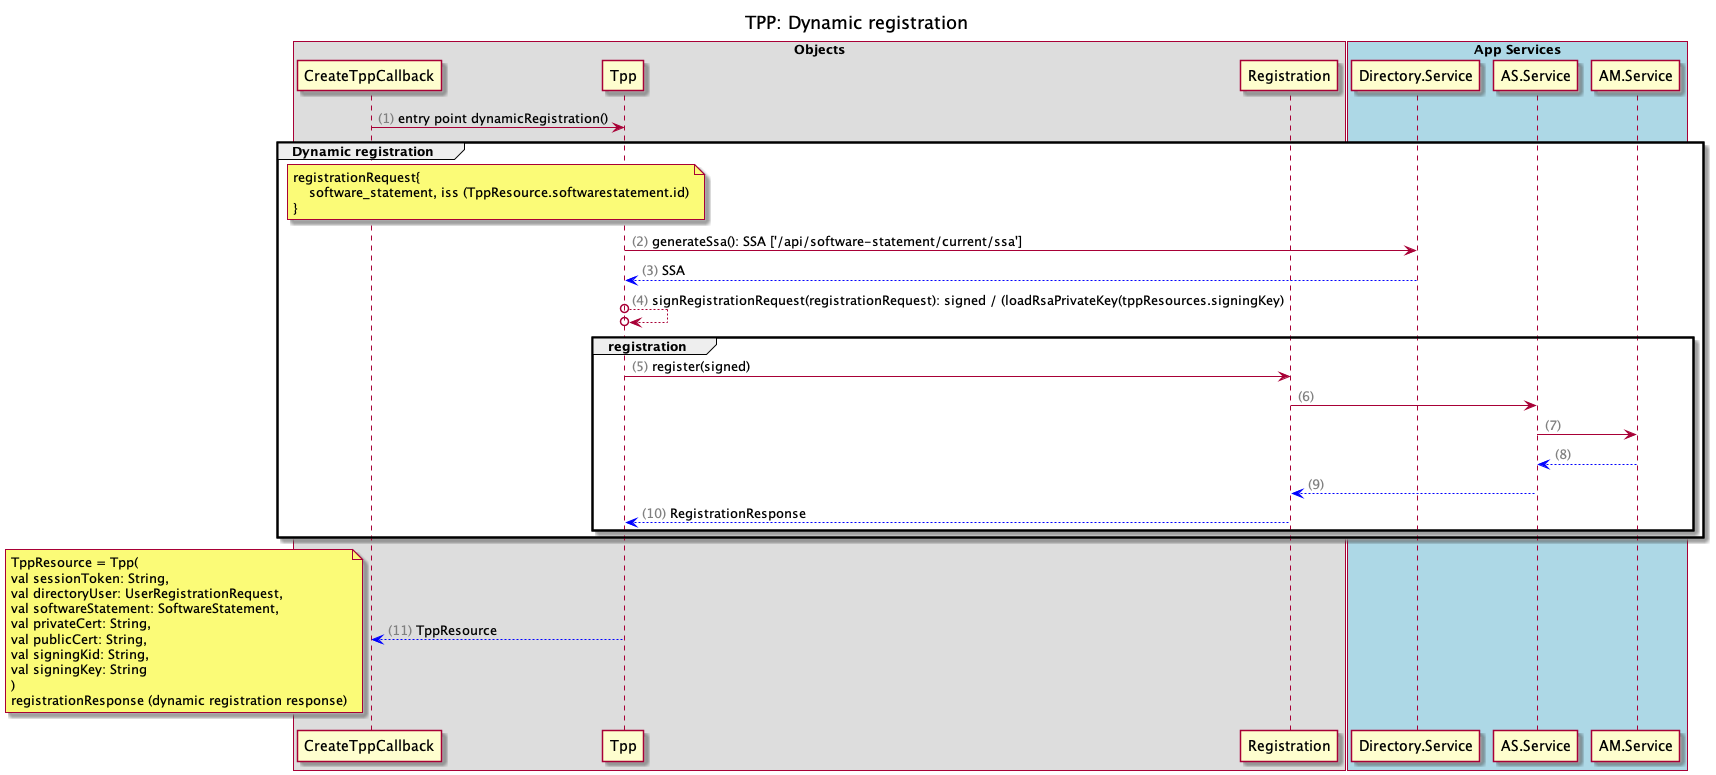 TPP: Dynamic registration
Objects
App Services
CreateTppCallback
Tpp
Registration
Directory.Service
AS.Service
AM.Service
(1) entry point dynamicRegistration()
Dynamic registration
registrationRequest{
software_statement, iss (TppResource.softwarestatement.id)
}
(2) generateSsa(): SSA ['/api/software-statement/current/ssa']
(3) SSA
(4) signRegistrationRequest(registrationRequest): signed / (loadRsaPrivateKey(tppResources.signingKey)
registration
(5) register(signed)
(6)
(7)
(8)
(9)
(10) RegistrationResponse
TppResource = Tpp(
val sessionToken: String,
val directoryUser: UserRegistrationRequest,
val softwareStatement: SoftwareStatement,
val privateCert: String,
val publicCert: String,
val signingKid: String,
val signingKey: String
)
registrationResponse (dynamic registration response)
(11) TppResource
CreateTppCallback
Tpp
Registration
Directory.Service
AS.Service
AM.Service